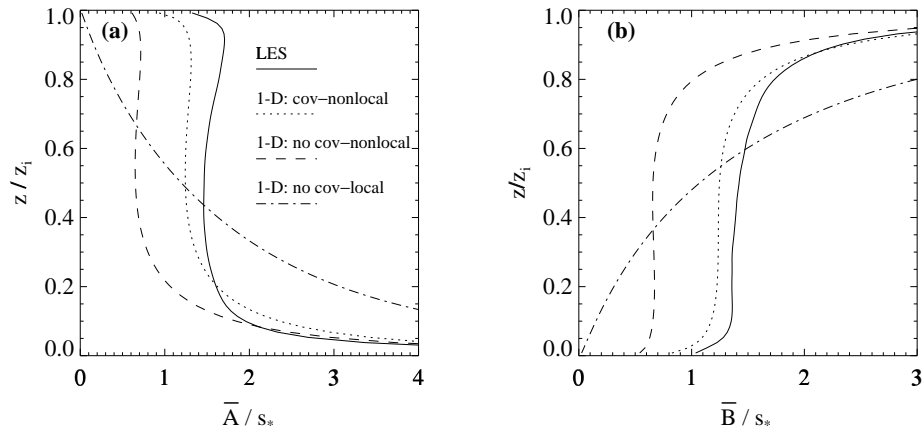 (a)
1.0
0.8
0.6
0.4
0.2
0.0
z / z_i
0 1 2 3 4
A̅ / s_*
LES
1-D: cov-nonlocal
1-D: no cov-nonlocal
1-D: no cov-local
(b)
1.0
0.8
0.6
0.4
0.2
0.0
z/z_i
0 1 2 3
B̅ / s_*